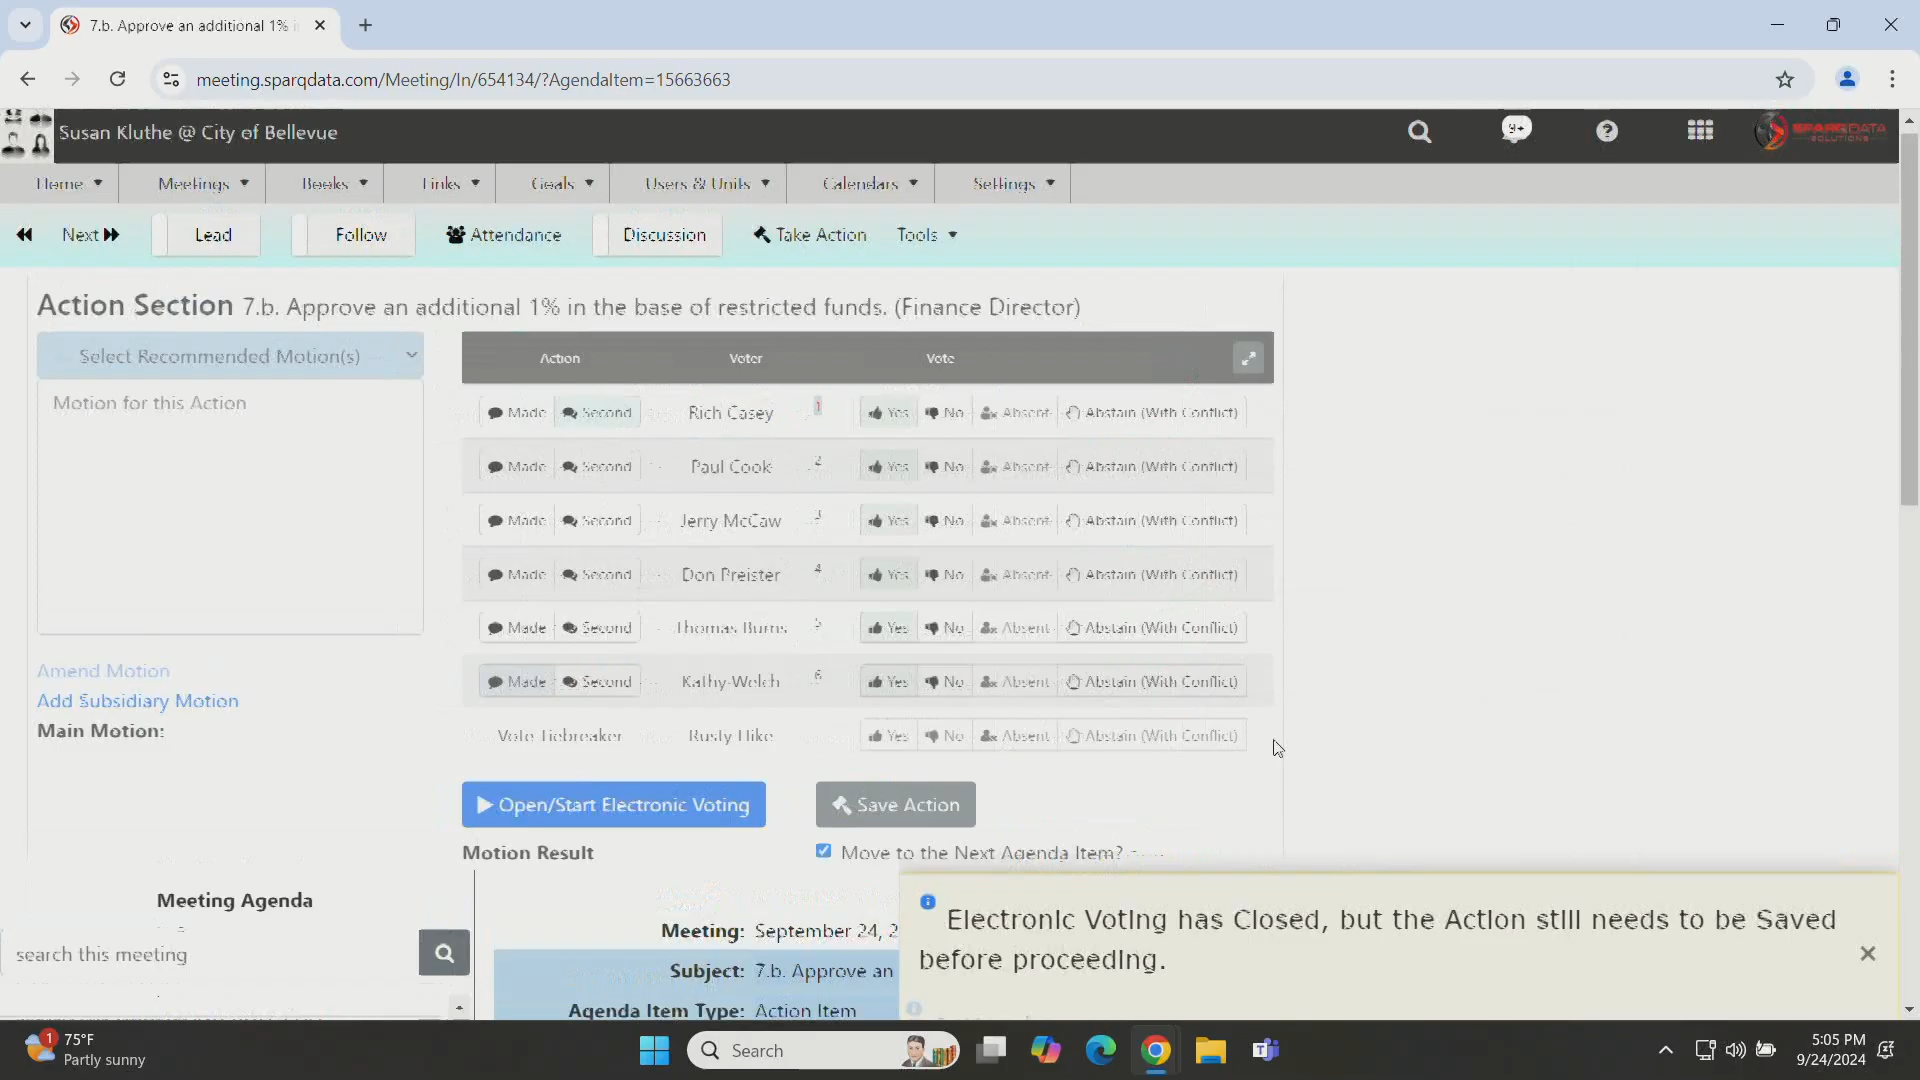 7.b. Approve an additional 1% i
meeting.sparqdata.com/Meeting/In/654134/?AgendaItem=15663663
Susan Kluthe @ City of Bellevue
9+
SPARQDATA
SOLUTIONS
Home Meetings Books Links Goals Users & Units Calendars Settings
Next Lead Follow Attendance Discussion Take Action Tools
Action Section 7.b. Approve an additional 1% in the base of restricted funds. (Finance Director)
Select Recommended Motion(s)
Motion for this Action
Amend Motion
Add Subsidiary Motion
Main Motion:
Action Voter Vote
Made Second Rich Casey 1 Yes No Absent Abstain (With Conflict)
Made Second Paul Cook 2 Yes No Absent Abstain (With Conflict)
Made Second Jerry McCaw 3 Yes No Absent Abstain (With Conflict)
Made Second Don Preister 4 Yes No Absent Abstain (With Conflict)
Made Second Thomas Burns 5 Yes No Absent Abstain (With Conflict)
Made Second Kathy Welch 6 Yes No Absent Abstain (With Conflict)
Vote Tiebreaker Rusty Hike Yes No Absent Abstain (With Conflict)
Open/Start Electronic Voting Save Action
Motion Result Move to the Next Agenda Item?
Meeting Agenda
search this meeting
Meeting: September 24, 2
Subject: 7.b. Approve an
Agenda Item Type: Action Item
Electronic Voting has Closed, but the Action still needs to be Saved
before proceeding.
1
75°F
Partly sunny
Search
5:05 PM
9/24/2024